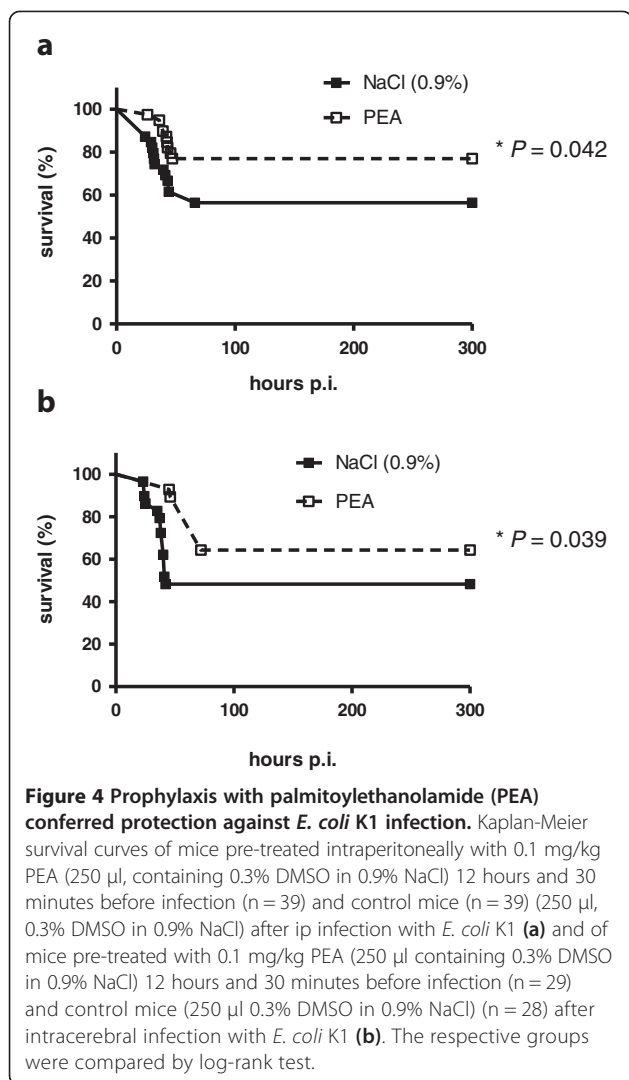 a
NaCl (0.9%)
PEA
100
80
60
40
20
0
survival (%)
* P = 0.042
0 100 200 300
hours p.i.
b
NaCl (0.9%)
PEA
100
80
60
40
20
0
survival (%)
* P = 0.039
0 100 200 300
hours p.i.
Figure 4 Prophylaxis with palmitoylethanolamide (PEA)
conferred protection against E. coli K1 infection. Kaplan-Meier
survival curves of mice pre-treated intraperitoneally with 0.1 mg/kg
PEA (250 μl, containing 0.3% DMSO in 0.9% NaCl) 12 hours and 30
minutes before infection (n = 39) and control mice (n = 39) (250 μl,
0.3% DMSO in 0.9% NaCl) after ip infection with E. coli K1 (a) and of
mice pre-treated with 0.1 mg/kg PEA (250 μl containing 0.3% DMSO
in 0.9% NaCl) 12 hours and 30 minutes before infection (n = 29)
and control mice (250 μl 0.3% DMSO in 0.9% NaCl) (n = 28) after
intracerebral infection with E. coli K1 (b). The respective groups
were compared by log-rank test.